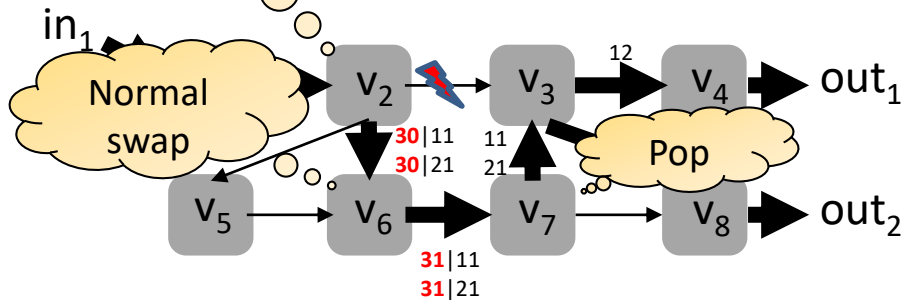 in1
Normal
swap
v2
v3
12
v4
out1
30|11
30|21
11
21
Pop
v5
v6
v7
v8
out2
31|11
31|21